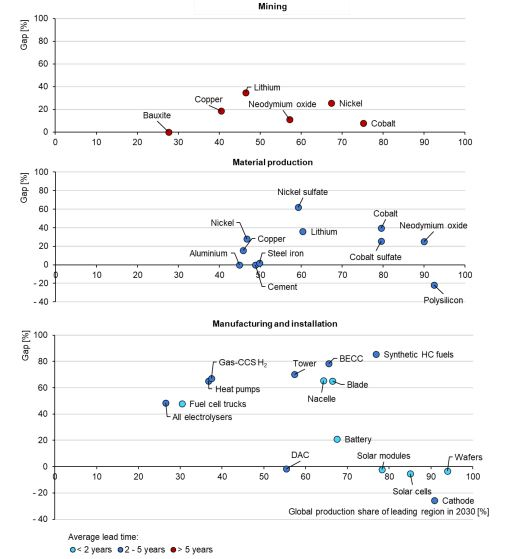 Mining
Gap [%]
100
80
60
40
20
0
Lithium
Copper
Neodymium oxide
Nickel
Bauxite
Cobalt
0 10 20 30 40 50 60 70 80 90 100
Material production
Gap [%]
100
80
60
40
20
0
- 20
- 40
Nickel sulfate
Cobalt
Nickel
Lithium
Neodymium oxide
Copper
Aluminium
Steel iron
Cobalt sulfate
0 10 20 30 40 50 60 70 80 90 100
Cement
Polysilicon
Manufacturing and installation
Gap [%]
100
80
60
40
20
0
- 20
- 40
Gas-CCS H₂
Tower
BECC
Synthetic HC fuels
Heat pumps
Blade
Nacelle
Fuel cell trucks
All electrolysers
Battery
DAC
Solar modules
Wafers
0 10 20 30 40 50 60 70 80 90 100
Solar cells
Cathode
Global production share of leading region in 2030 [%]
Average lead time:
< 2 years 2 - 5 years > 5 years